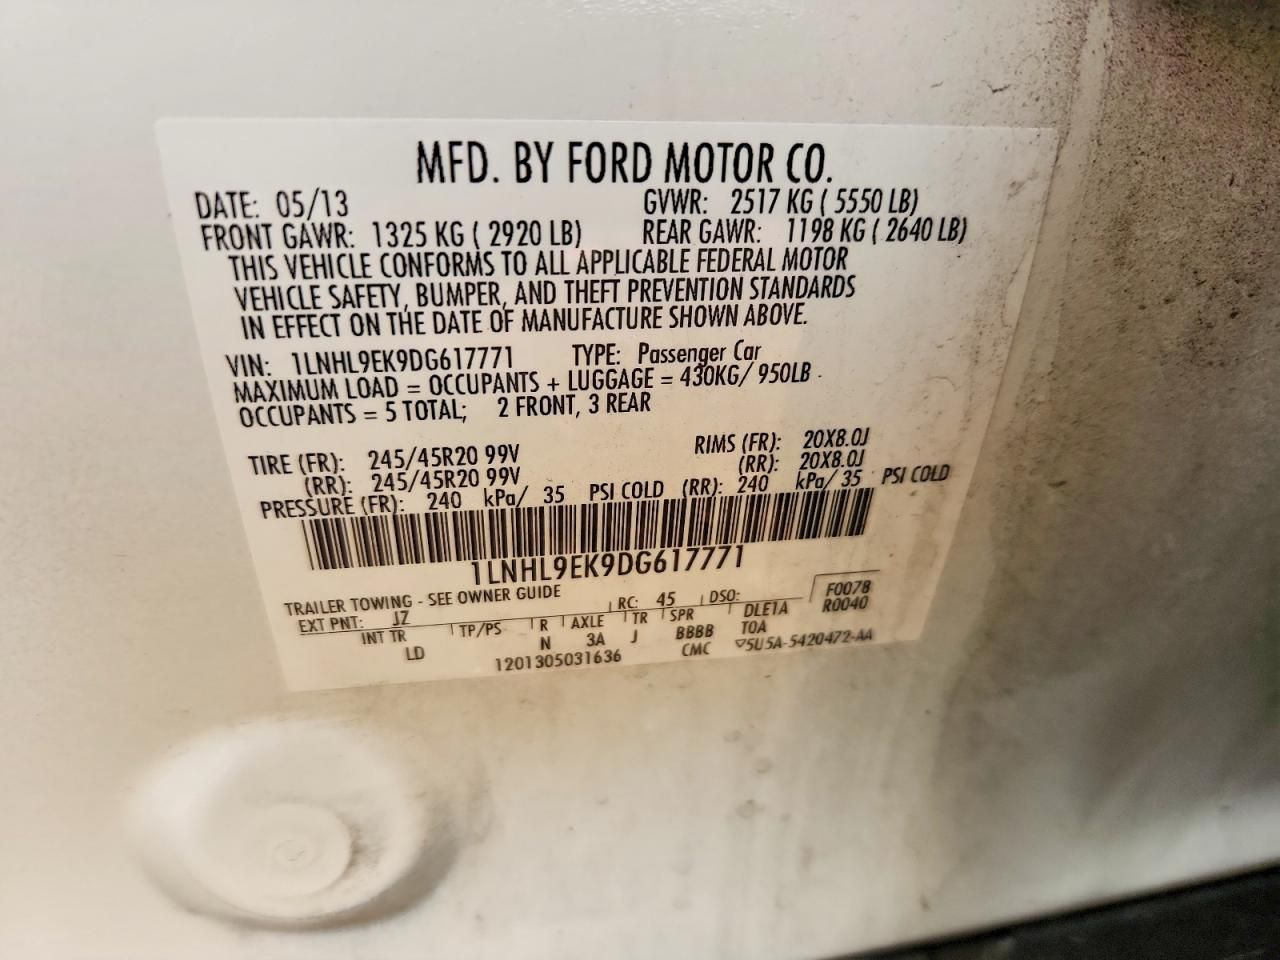 MFD. BY FORD MOTOR CO.
DATE: 05/13 GVWR: 2517 KG ( 5550 LB)
FRONT GAWR: 1325 KG ( 2920 LB) REAR GAWR: 1198 KG ( 2640 LB)
THIS VEHICLE CONFORMS TO ALL APPLICABLE FEDERAL MOTOR
VEHICLE SAFETY, BUMPER, AND THEFT PREVENTION STANDARDS
IN EFFECT ON THE DATE OF MANUFACTURE SHOWN ABOVE.
VIN: 1LNHL9EK9DG617771 TYPE: Passenger Car
MAXIMUM LOAD = OCCUPANTS + LUGGAGE = 430KG/ 950LB
OCCUPANTS = 5 TOTAL; 2 FRONT, 3 REAR
TIRE (FR): 245/45R20 99V RIMS (FR): 20X8.0J
(RR): 245/45R20 99V (RR): 20X8.0J
PRESSURE (FR): 240 kPa/ 35 PSI COLD (RR): 240 kPa/ 35 PSI COLD
1LNHL9EK9DG617771
TRAILER TOWING - SEE OWNER GUIDE F0078
EXT PNT: JZ RC: 45 DSO: R0040
INT TR TP/PS R AXLE TR SPR DLE1A
LD N 3A J BBBB TOA
1201305031636 CMC ▽5U5A-5420472-AA